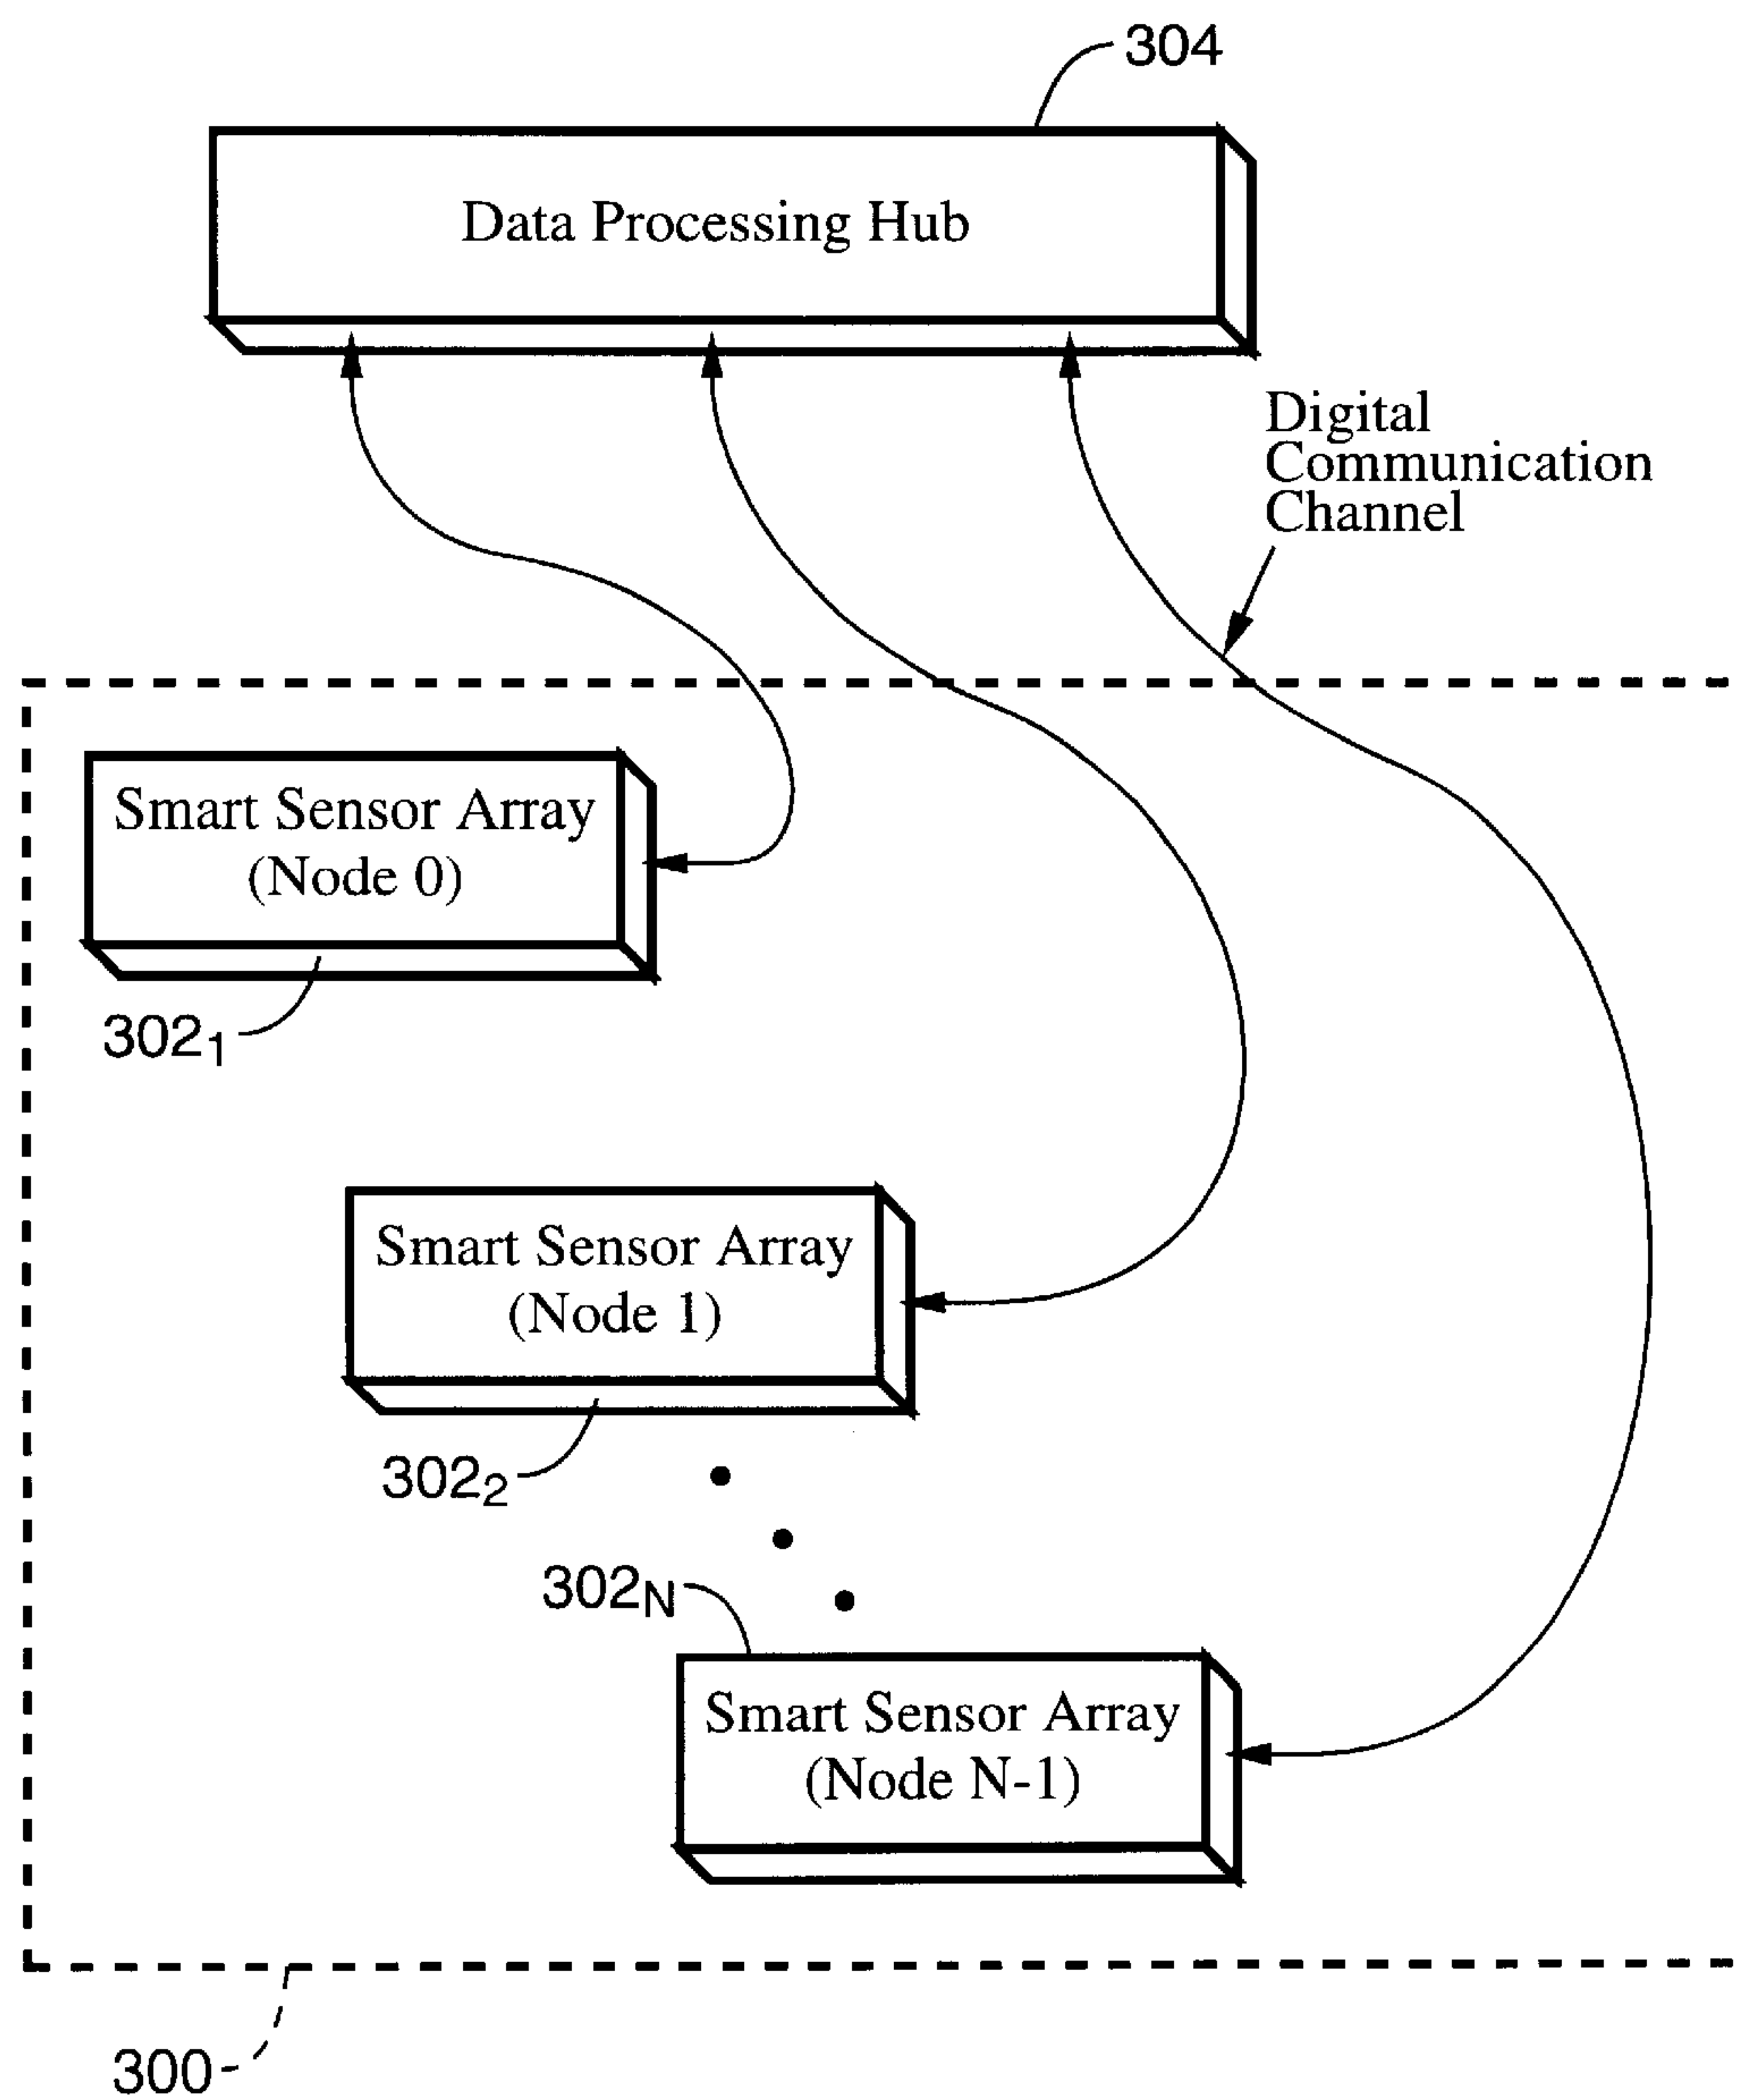 304
Data Processing Hub
Digital
Communication
Channel
Smart Sensor Array
(Node 0)
302₁
Smart Sensor Array
(Node 1)
302₂
302N
Smart Sensor Array
(Node N-1)
300